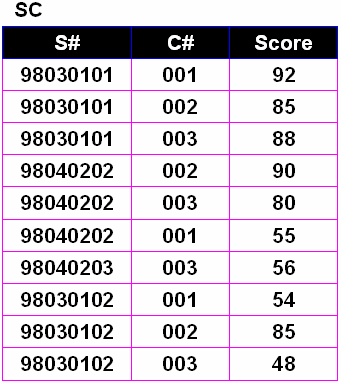 SC
S# C# Score
98030101 001 92
98030101 002 85
98030101 003 88
98040202 002 90
98040202 003 80
98040202 001 55
98040203 003 56
98030102 001 54
98030102 002 85
98030102 003 48